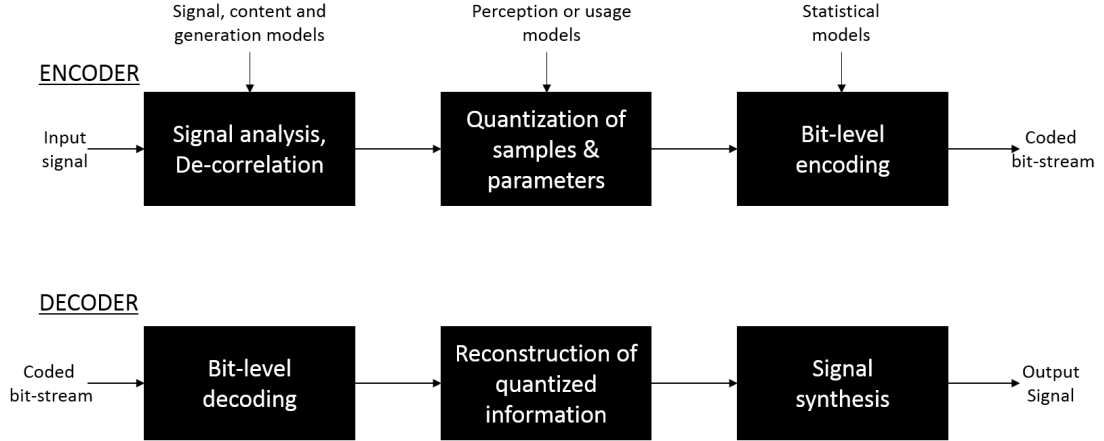 Signal, content and
generation models
Perception or usage
models
Statistical
models
ENCODER
Input
signal
Signal analysis,
De-correlation
Quantization of
samples &
parameters
Bit-level
encoding
Coded
bit-stream
DECODER
Coded
bit-stream
Bit-level
decoding
Reconstruction of
quantized
information
Signal
synthesis
Output
Signal